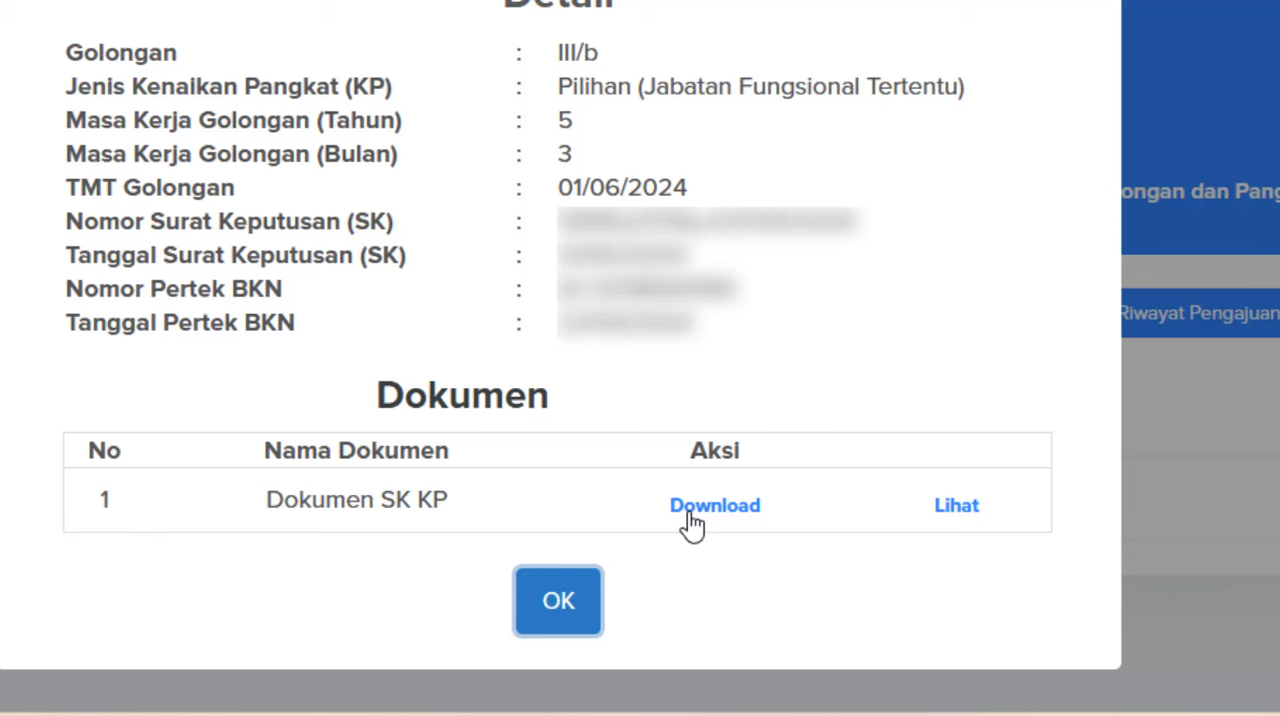 Detail
Golongan : III/b
Jenis Kenaikan Pangkat (KP) : Pilihan (Jabatan Fungsional Tertentu)
Masa Kerja Golongan (Tahun) : 5
Masa Kerja Golongan (Bulan) : 3
TMT Golongan : 01/06/2024
Nomor Surat Keputusan (SK) :
Tanggal Surat Keputusan (SK) :
Nomor Pertek BKN :
Tanggal Pertek BKN :
ongan dan Pang
Riwayat Pengajuan
Dokumen
No Nama Dokumen Aksi
1 Dokumen SK KP Download Lihat
OK